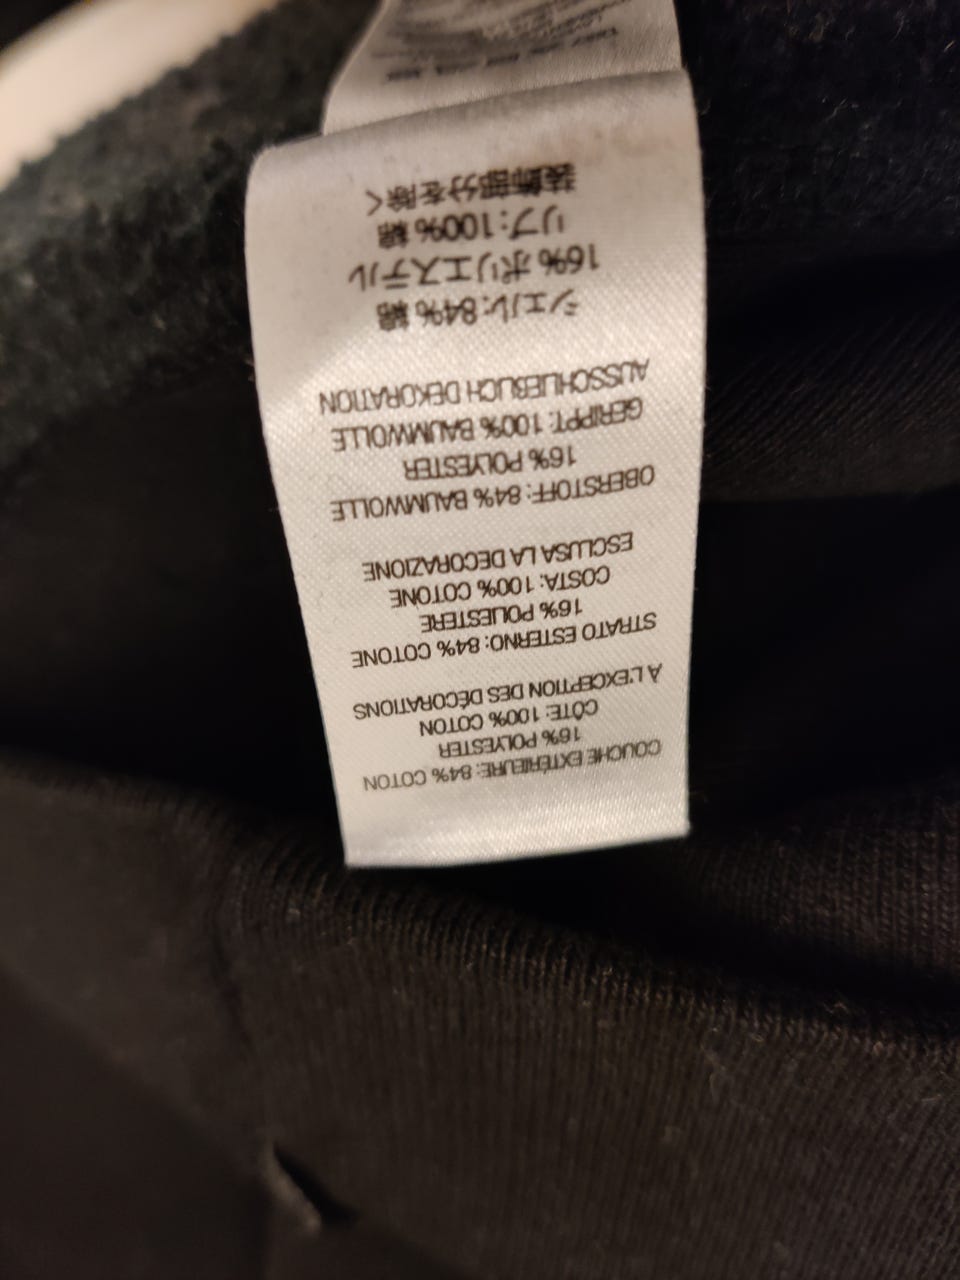 COUCHE EXTÉRIEURE: 84% COTON
16% POLYESTER
CÔTE: 100% COTON
À L'EXCEPTION DES DÉCORATIONS
STRATO ESTERNO: 84% COTONE
16% POLIESTERE
COSTA: 100% COTONE
ESCLUSA LA DECORAZIONE
OBERSTOFF: 84% BAUMWOLLE
16% POLYESTER
GERIPPT: 100% BAUMWOLLE
AUSSCHLIEßLICH DEKORATION
シェル:84% 綿
16% ポリエステル
リブ:100% 綿
装飾部分を除く